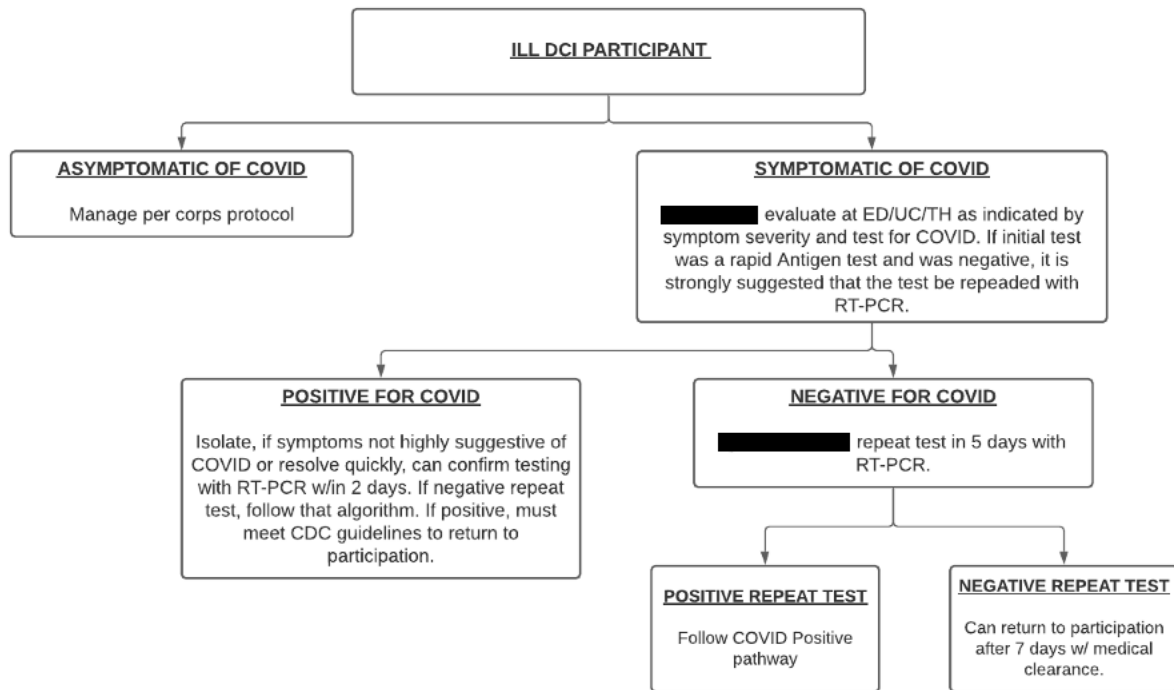 ILL DCI PARTICIPANT
ASYMPTOMATIC OF COVID
Manage per corps protocol
SYMPTOMATIC OF COVID
evaluate at ED/UC/TH as indicated by
symptom severity and test for COVID. If initial test
was a rapid Antigen test and was negative, it is
strongly suggested that the test be repeaded with
RT-PCR.
POSITIVE FOR COVID
Isolate, if symptoms not highly suggestive of
COVID or resolve quickly, can confirm testing
with RT-PCR w/in 2 days. If negative repeat
test, follow that algorithm. If positive, must
meet CDC guidelines to return to
participation.
NEGATIVE FOR COVID
repeat test in 5 days with
RT-PCR.
POSITIVE REPEAT TEST
Follow COVID Positive
pathway
NEGATIVE REPEAT TEST
Can return to participation
after 7 days w/ medical
clearance.